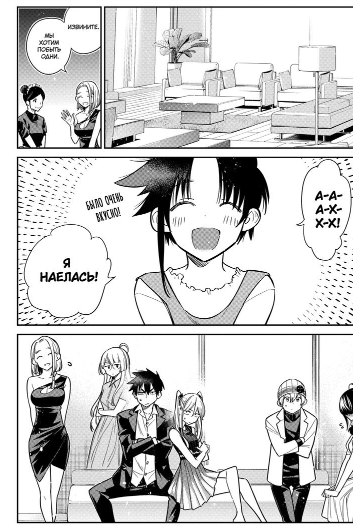 ИЗВИНИТЕ.
МЫ
ХОТИМ
ПОБЫТЬ
ОДНИ.
А-А-
А-Х-
Х-Х!
БЫЛО ОЧЕНЬ
ВКУСНО!
Я
НАЕЛАСЬ!